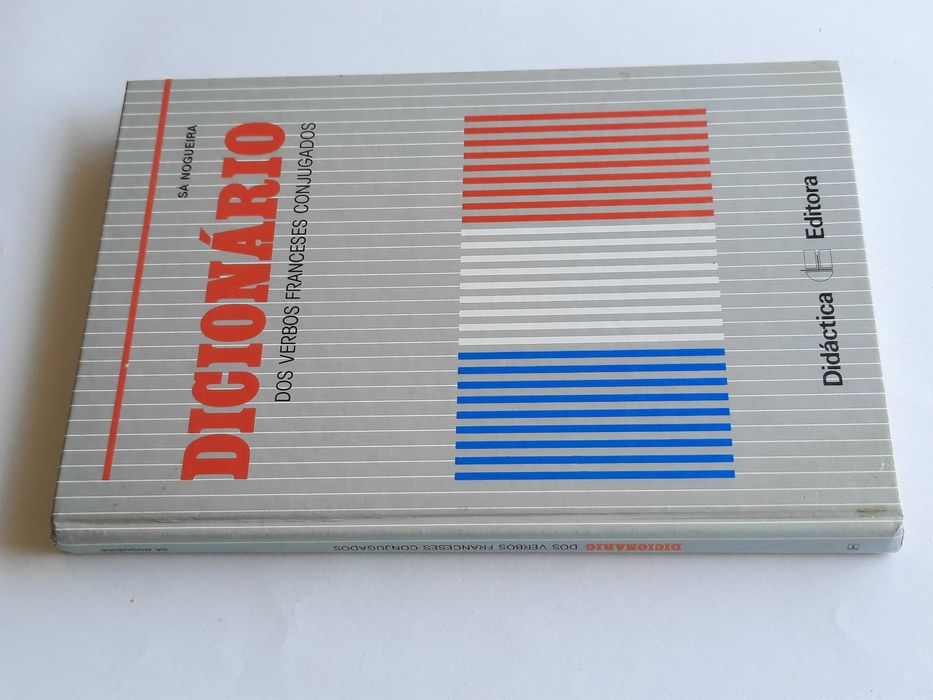 SÁ NOGUEIRA
DICIONÁRIO
DOS VERBOS FRANCESES CONJUGADOS
Didáctica Editora
SÁ NOGUEIRA
DICIONÁRIO DOS VERBOS FRANCESES CONJUGADOS